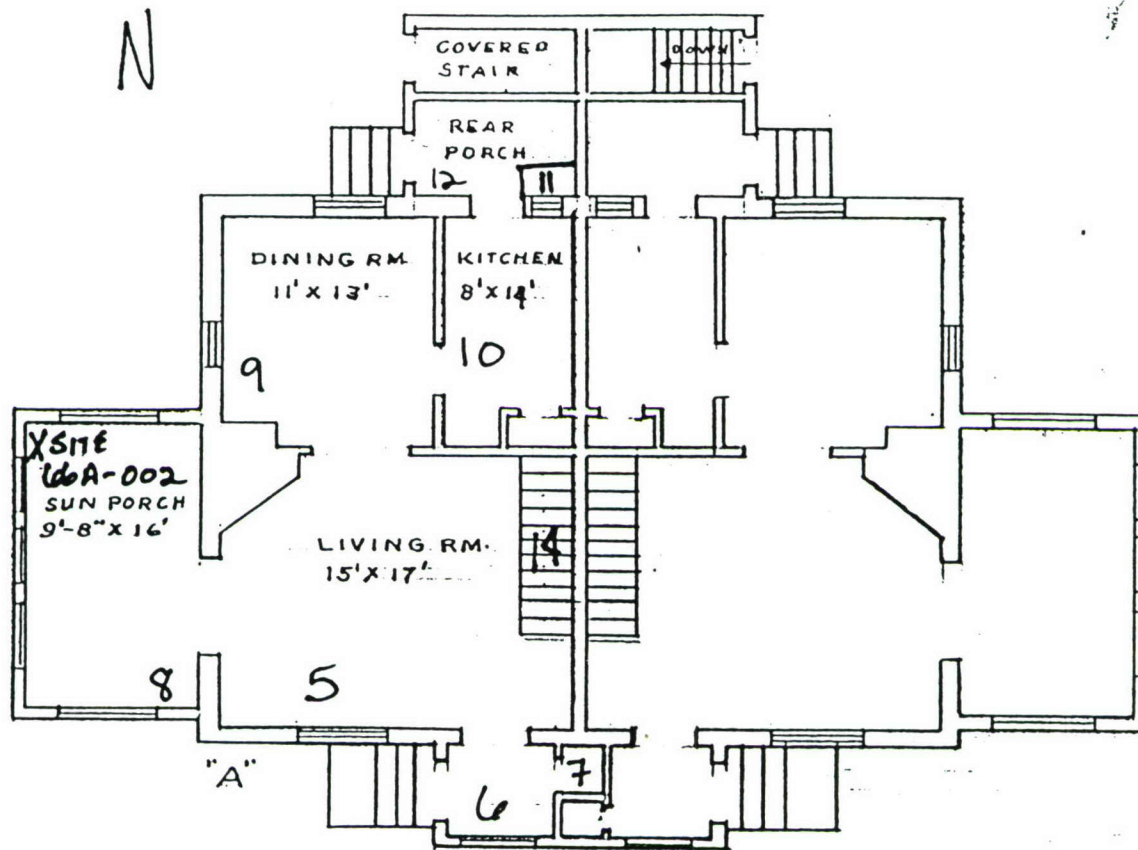 N
COVERED
STAIR
DOWN
REAR
PORCH
12
11
DINING RM.
11' X 13'
KITCHEN
8' X 14'
9
10
X SITE
66A-002
SUN PORCH
9'-8" X 16'
LIVING RM.
15' X 17'
14
8
5
"A"
6
7